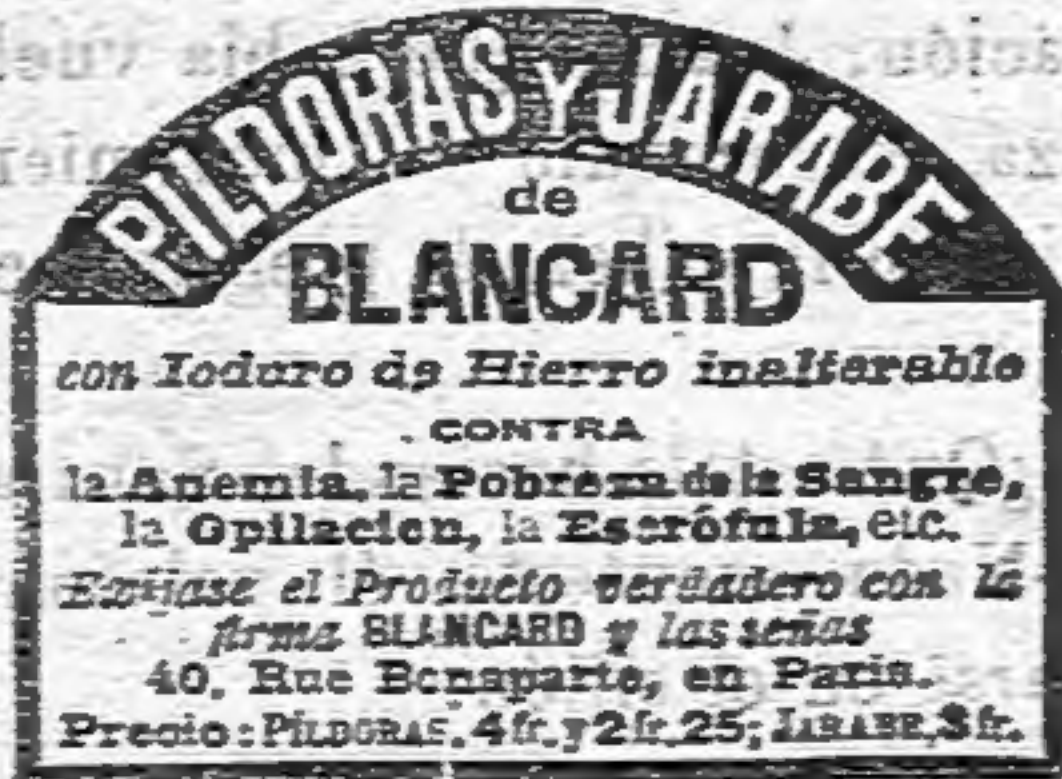 PILDORAS Y JARABE
de
BLANCARD
con Ioduro de Hierro inalterable
CONTRA
la Anemia, la Pobreza de la Sangre,
la Opilacion, la Escrófula, etc.
Exijase el Producto verdadero con la
firma BLANCARD y las señas
40, Rue Bonaparte, en Paris.
Precio: PILDORAS, 4 fr. y 2 fr. 25; JARABE, 3 fr.